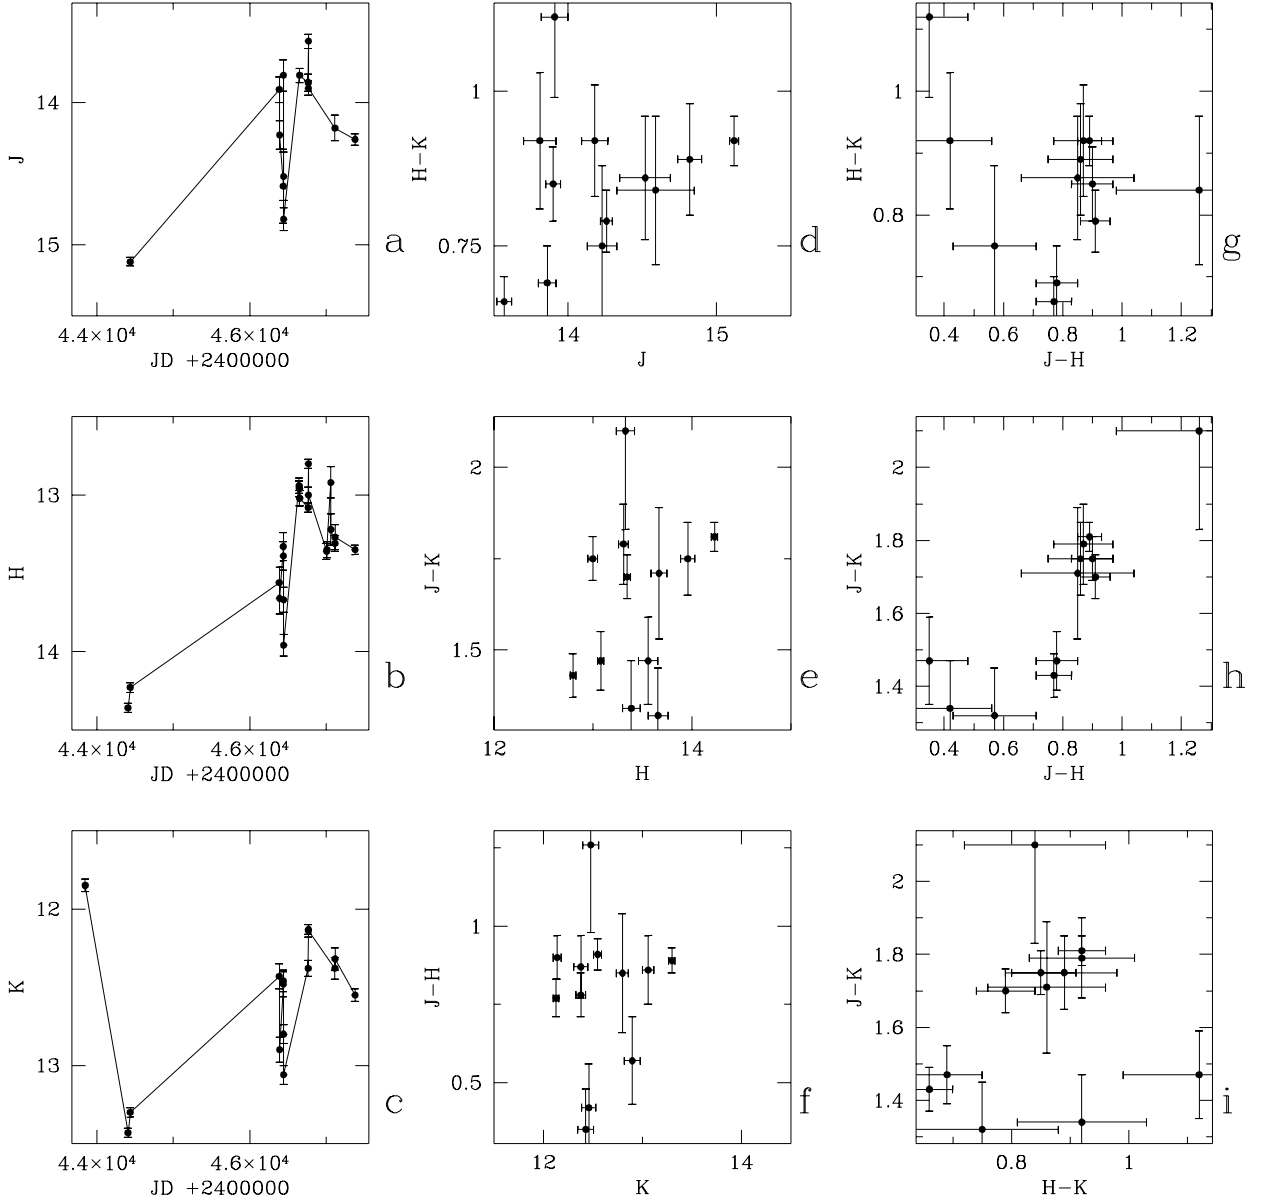 J
14
15
4.4×10⁴ 4.6×10⁴
JD +2400000
a
H−K
1
0.75
14 15
J
d
H−K
1
0.8
0.4 0.6 0.8 1 1.2
J−H
g
H
13
14
4.4×10⁴ 4.6×10⁴
JD +2400000
b
J−K
2
1.5
12 14
H
e
J−K
2
1.8
1.6
1.4
0.4 0.6 0.8 1 1.2
J−H
h
K
12
13
4.4×10⁴ 4.6×10⁴
JD +2400000
c
J−H
1
0.5
12 14
K
f
J−K
2
1.8
1.6
1.4
0.8 1
H−K
i